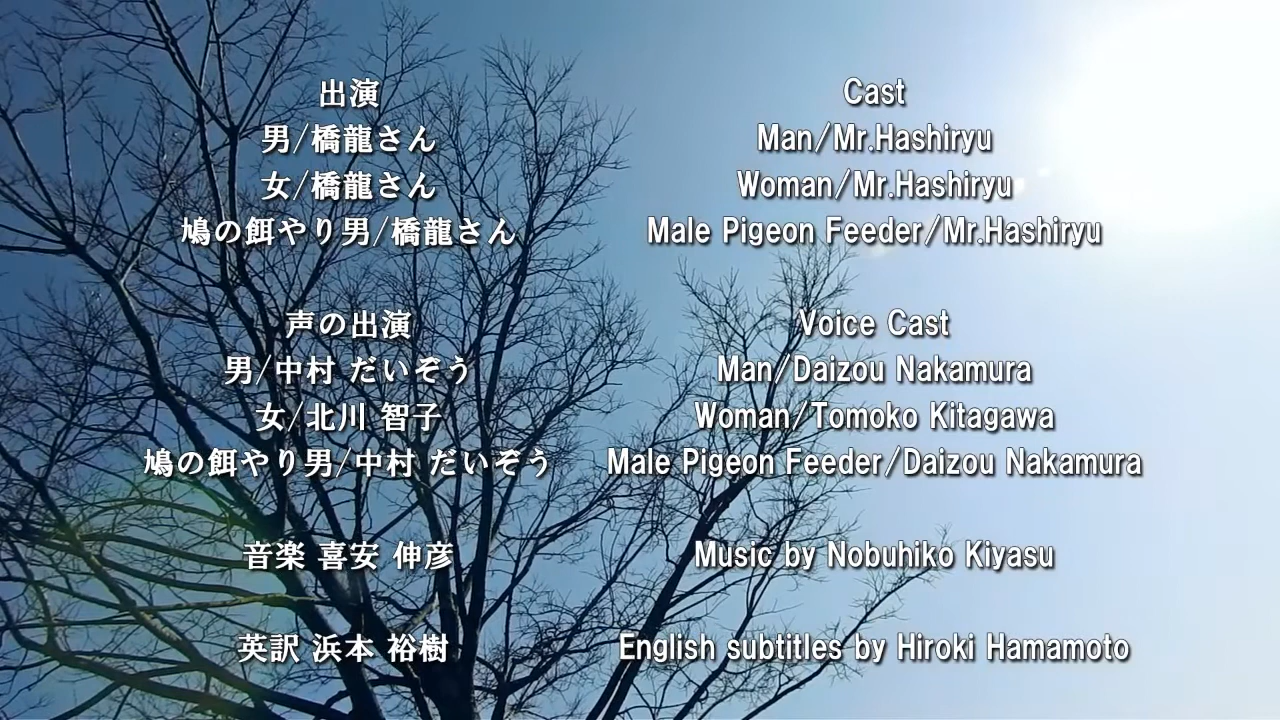 出演
男/橋龍さん
女/橋龍さん
鳩の餌やり男/橋龍さん
声の出演
男/中村 だいぞう
女/北川 智子
鳩の餌やり男/中村 だいぞう
音楽 喜安 伸彦
英訳 浜本 裕樹
Cast
Man/Mr.Hashiryu
Woman/Mr.Hashiryu
Male Pigeon Feeder/Mr.Hashiryu
Voice Cast
Man/Daizou Nakamura
Woman/Tomoko Kitagawa
Male Pigeon Feeder/Daizou Nakamura
Music by Nobuhiko Kiyasu
English subtitles by Hiroki Hamamoto